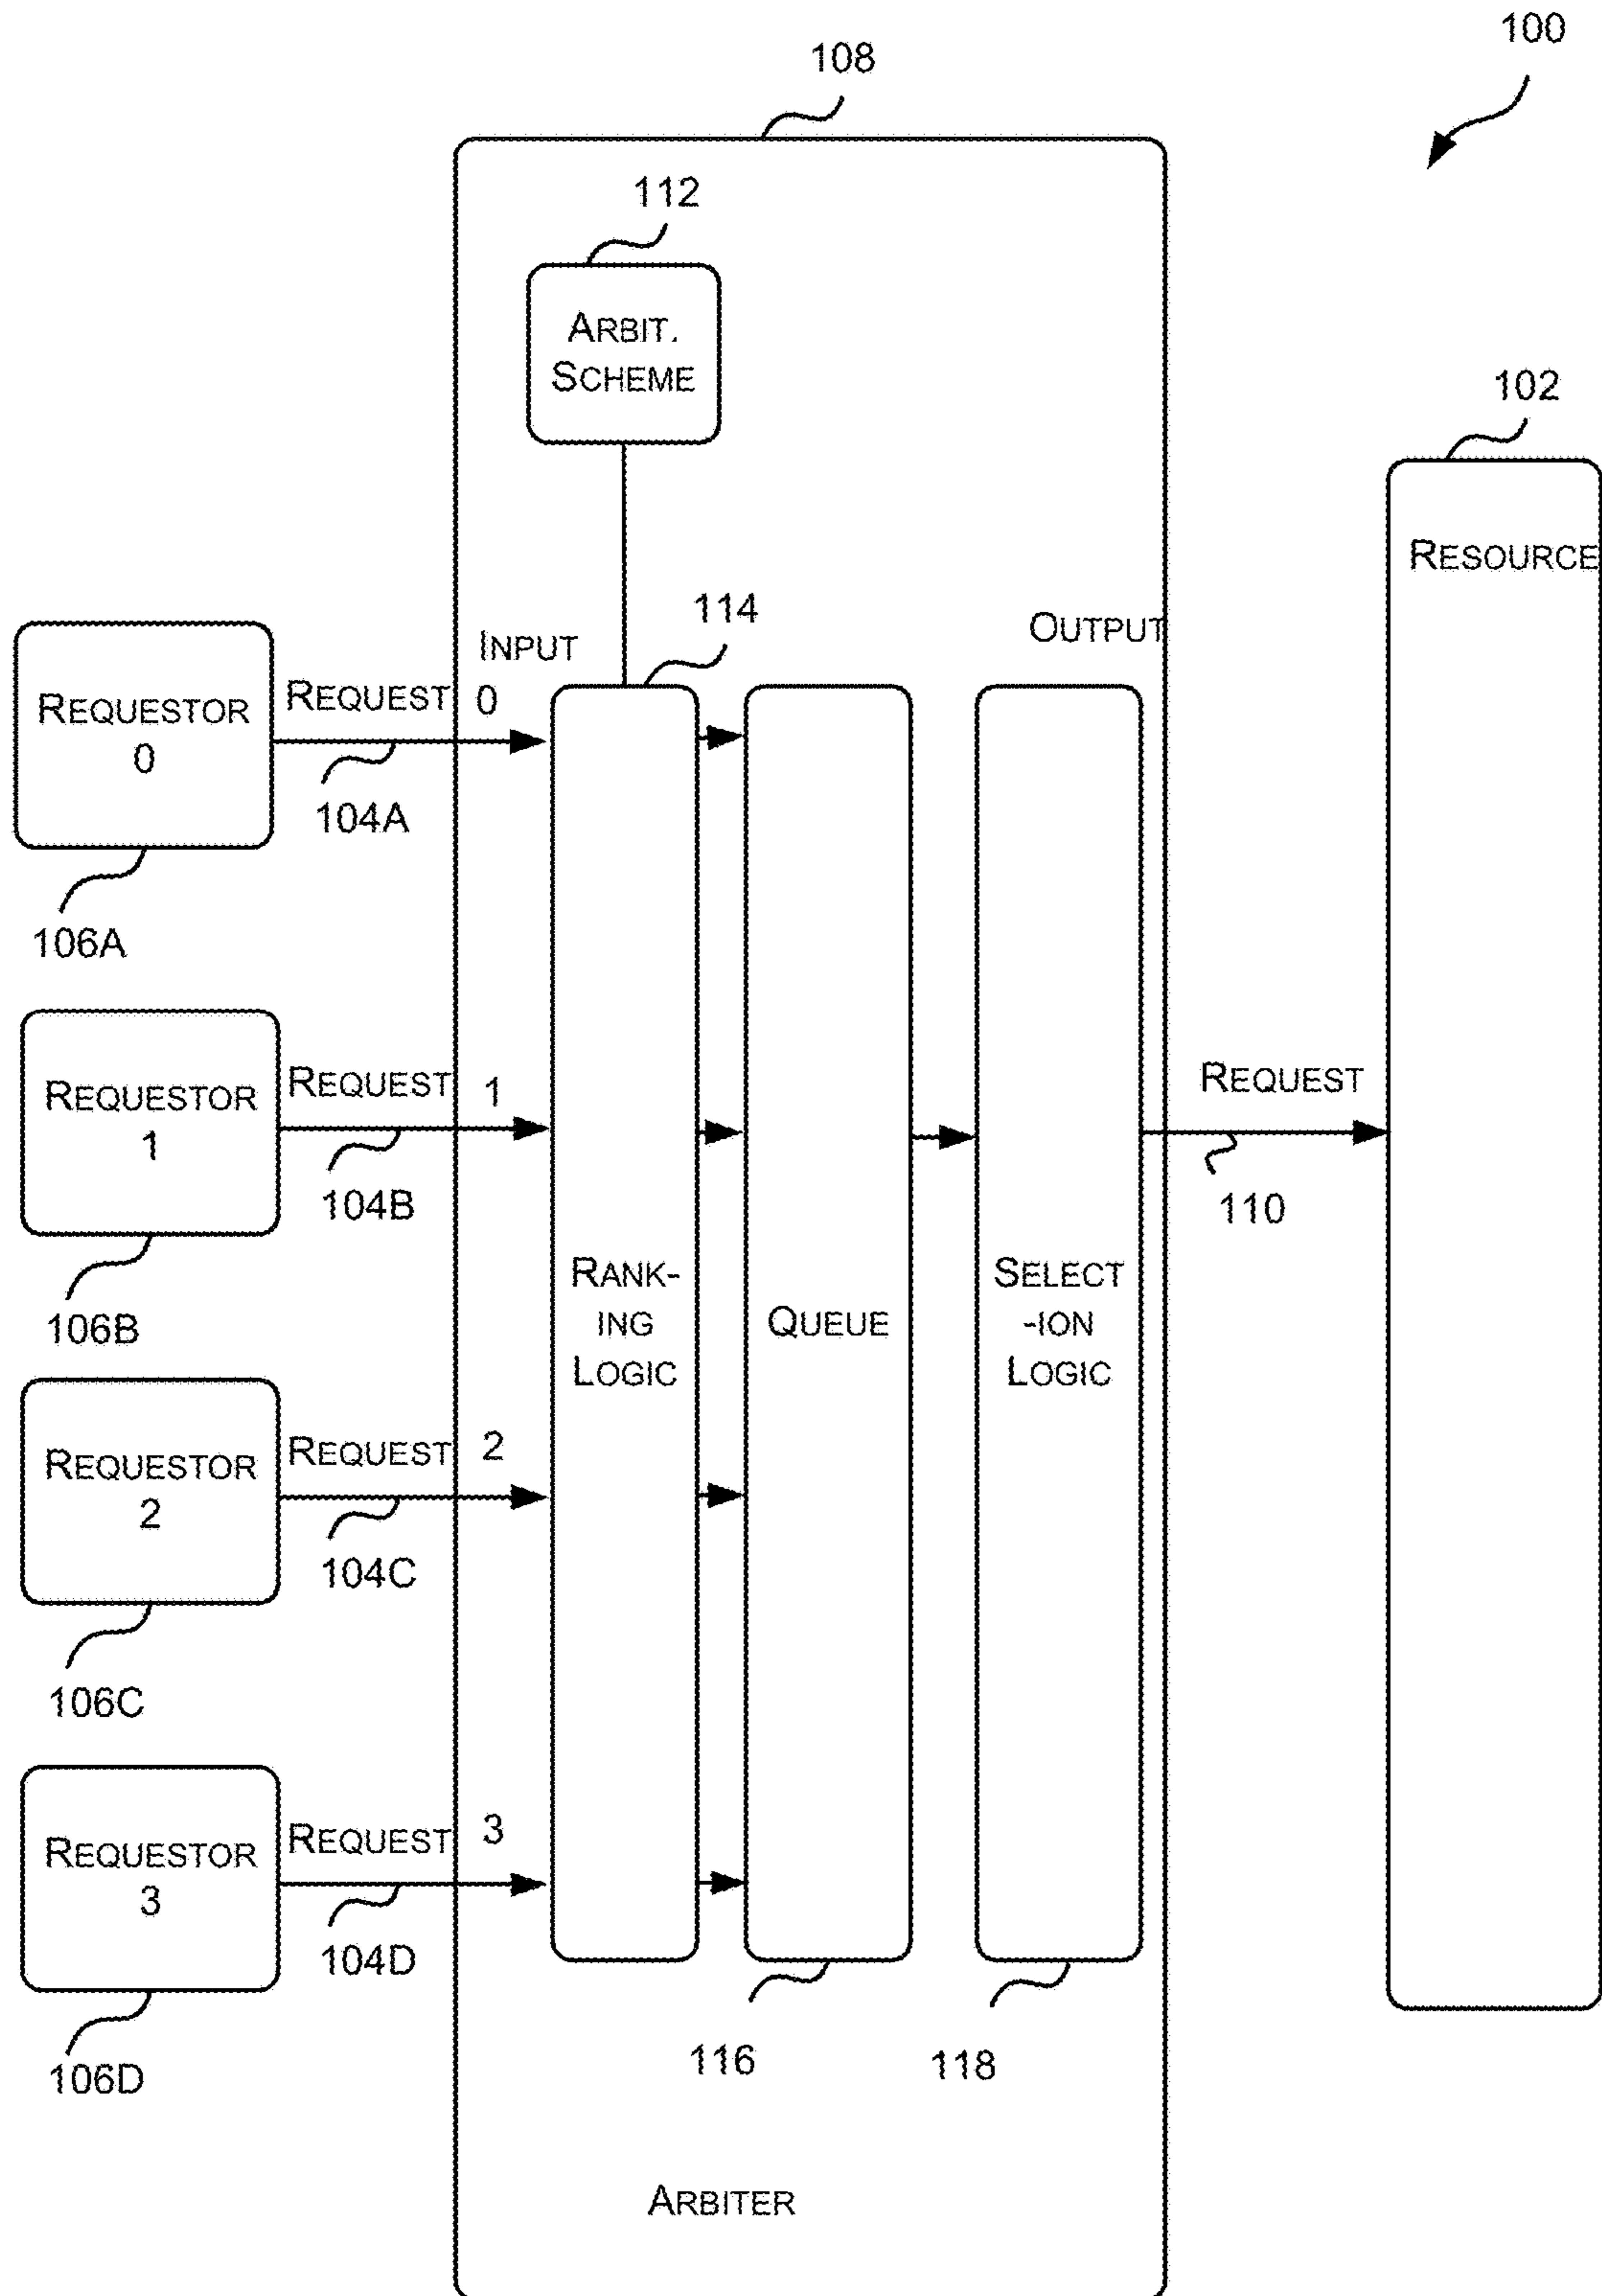 100
108
112
ARBIT.
SCHEME
102
RESOURCE
114
INPUT
OUTPUT
REQUESTOR
0
REQUEST
0
104A
106A
REQUESTOR
1
REQUEST
1
104B
106B
REQUEST
110
RANK-
ING
LOGIC
QUEUE
SELECT
-ION
LOGIC
REQUESTOR
2
REQUEST
2
104C
106C
REQUESTOR
3
REQUEST
3
104D
106D
116
118
ARBITER